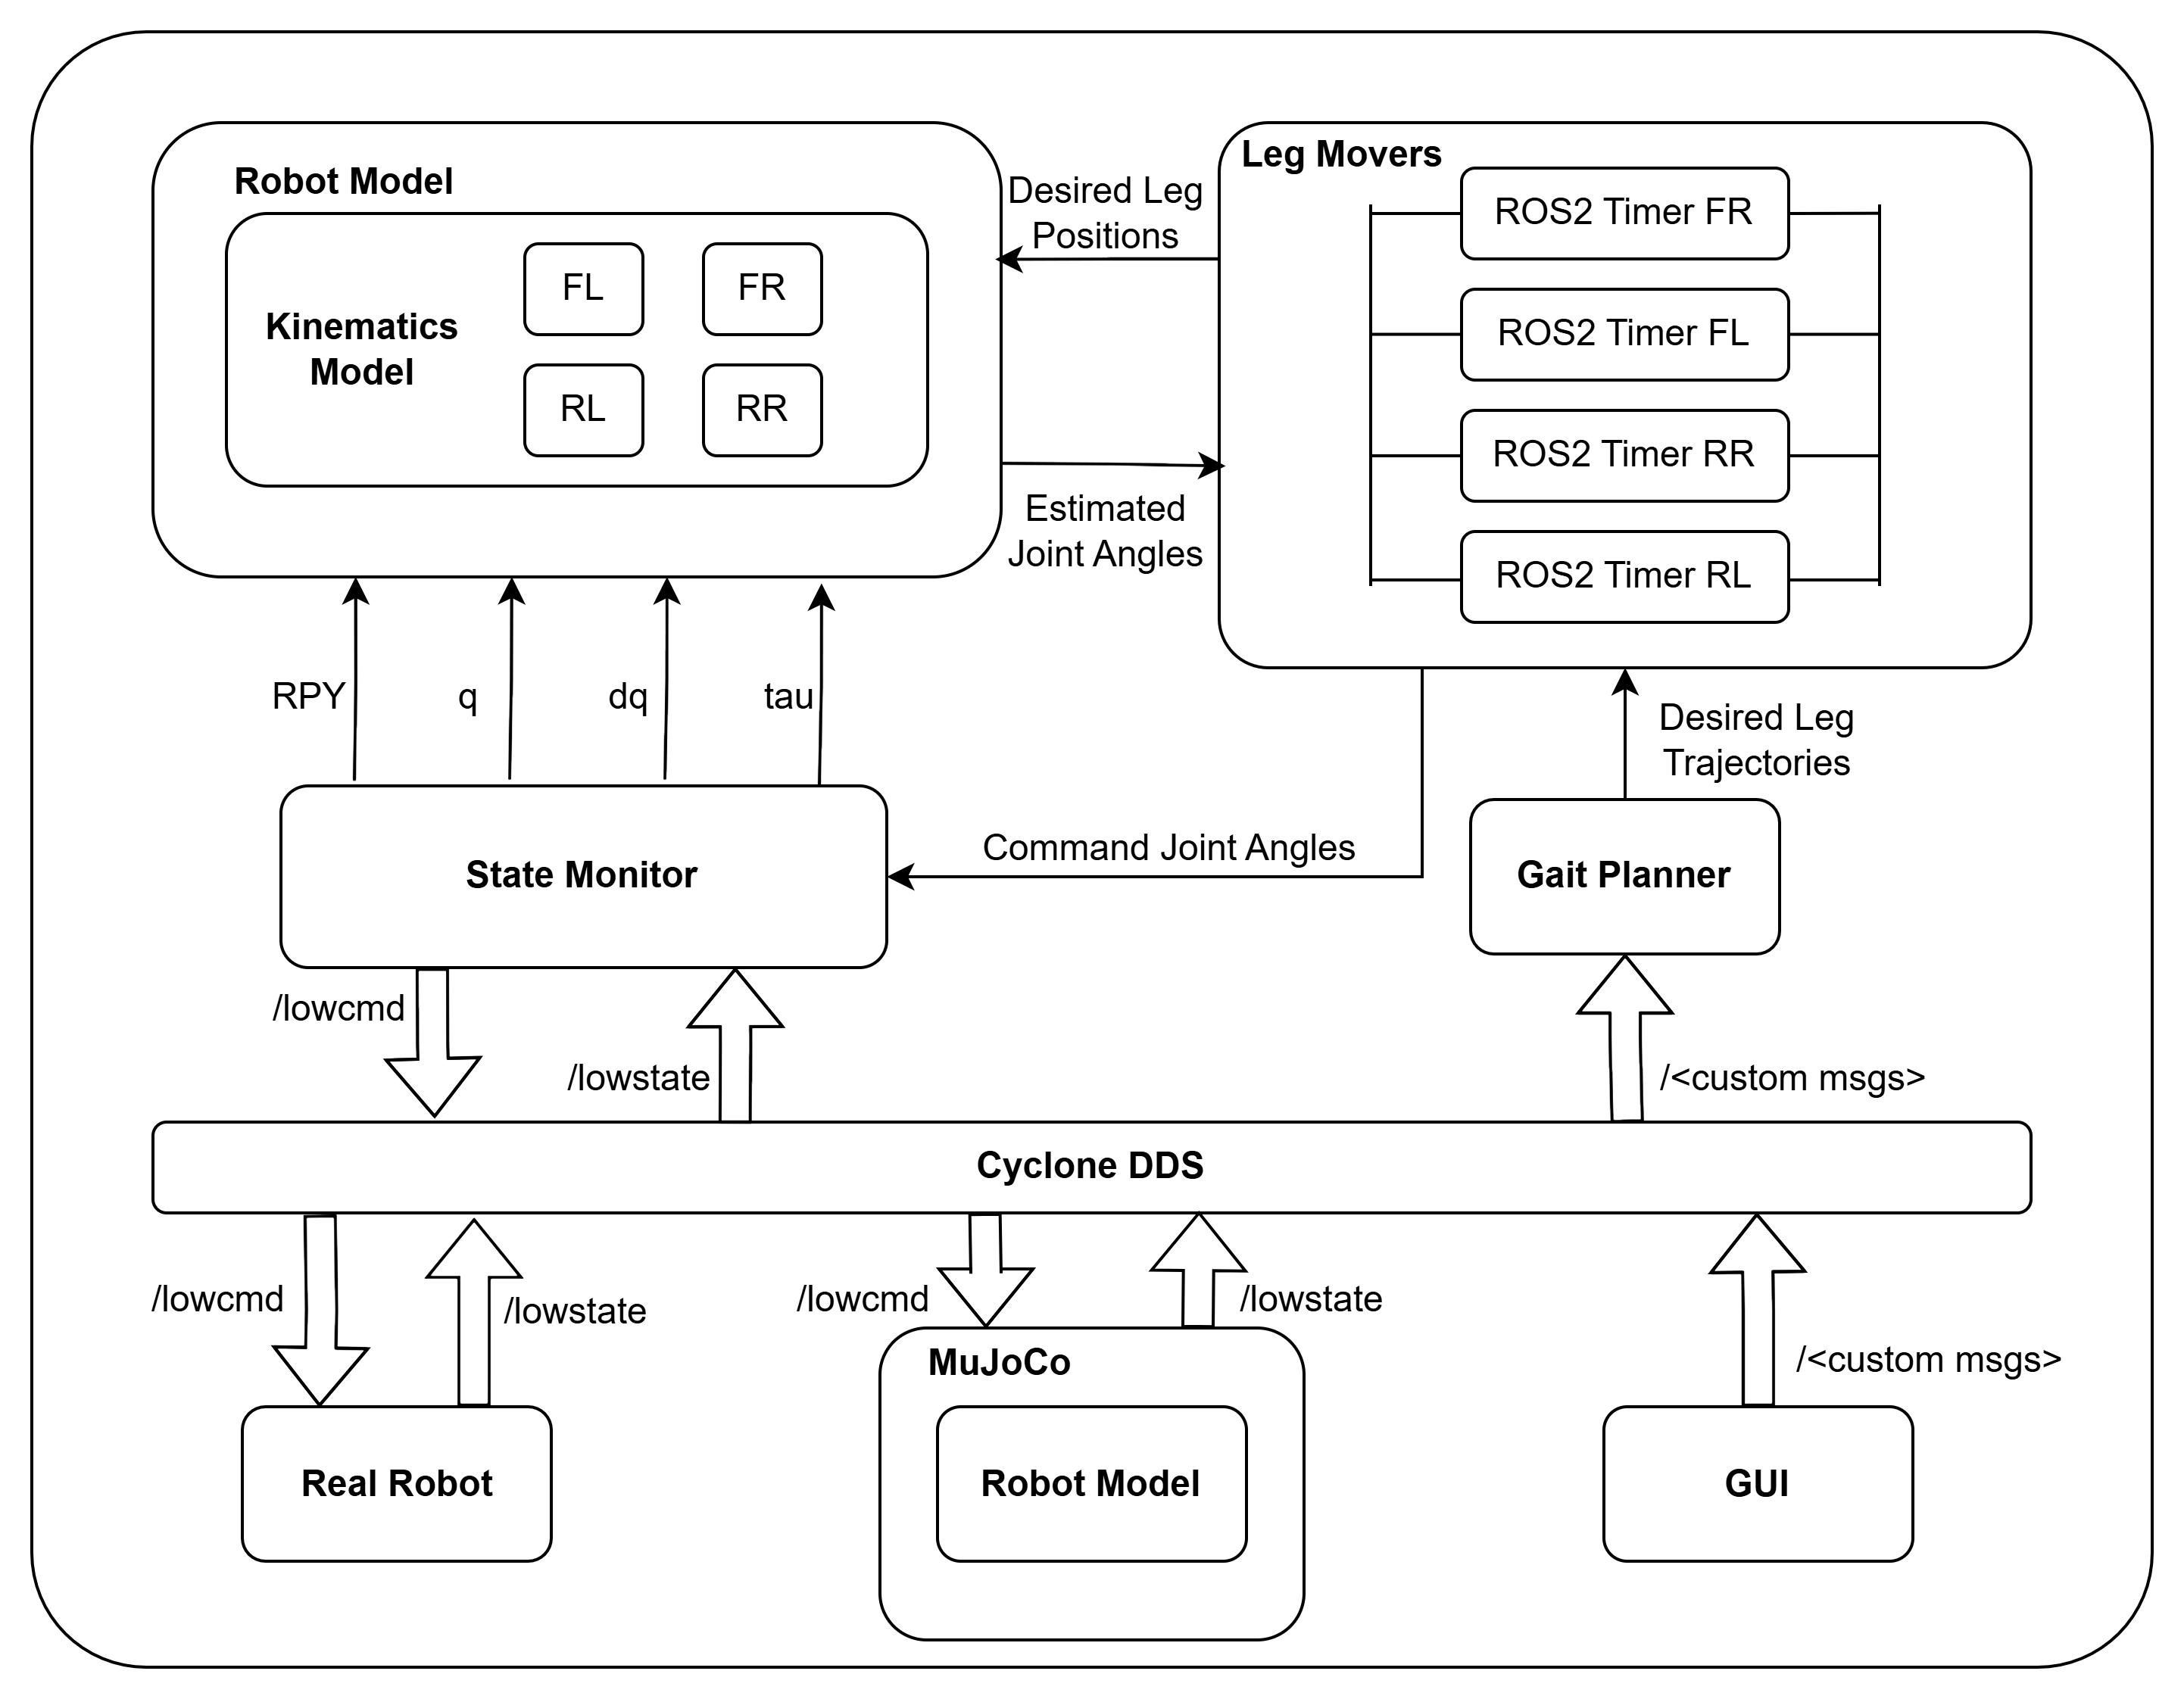 Robot Model
Kinematics
Model
FL
FR
RL
RR
Desired Leg
Positions
Estimated
Joint Angles
Leg Movers
ROS2 Timer FR
ROS2 Timer FL
ROS2 Timer RR
ROS2 Timer RL
RPY
q
dq
tau
Desired Leg
Trajectories
State Monitor
Command Joint Angles
Gait Planner
/lowcmd
/lowstate
/<custom msgs>
Cyclone DDS
/lowcmd
/lowstate
/lowcmd
/lowstate
/<custom msgs>
MuJoCo
Real Robot
Robot Model
GUI